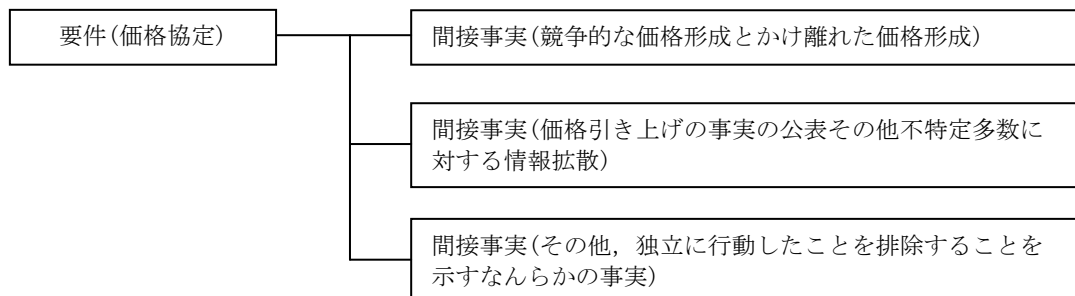 要件(価格協定)
間接事実(競争的な価格形成とかけ離れた価格形成)
間接事実(価格引き上げの事実の公表その他不特定多数に
対する情報拡散)
間接事実(その他，独立に行動したことを排除することを
示すなんらかの事実)